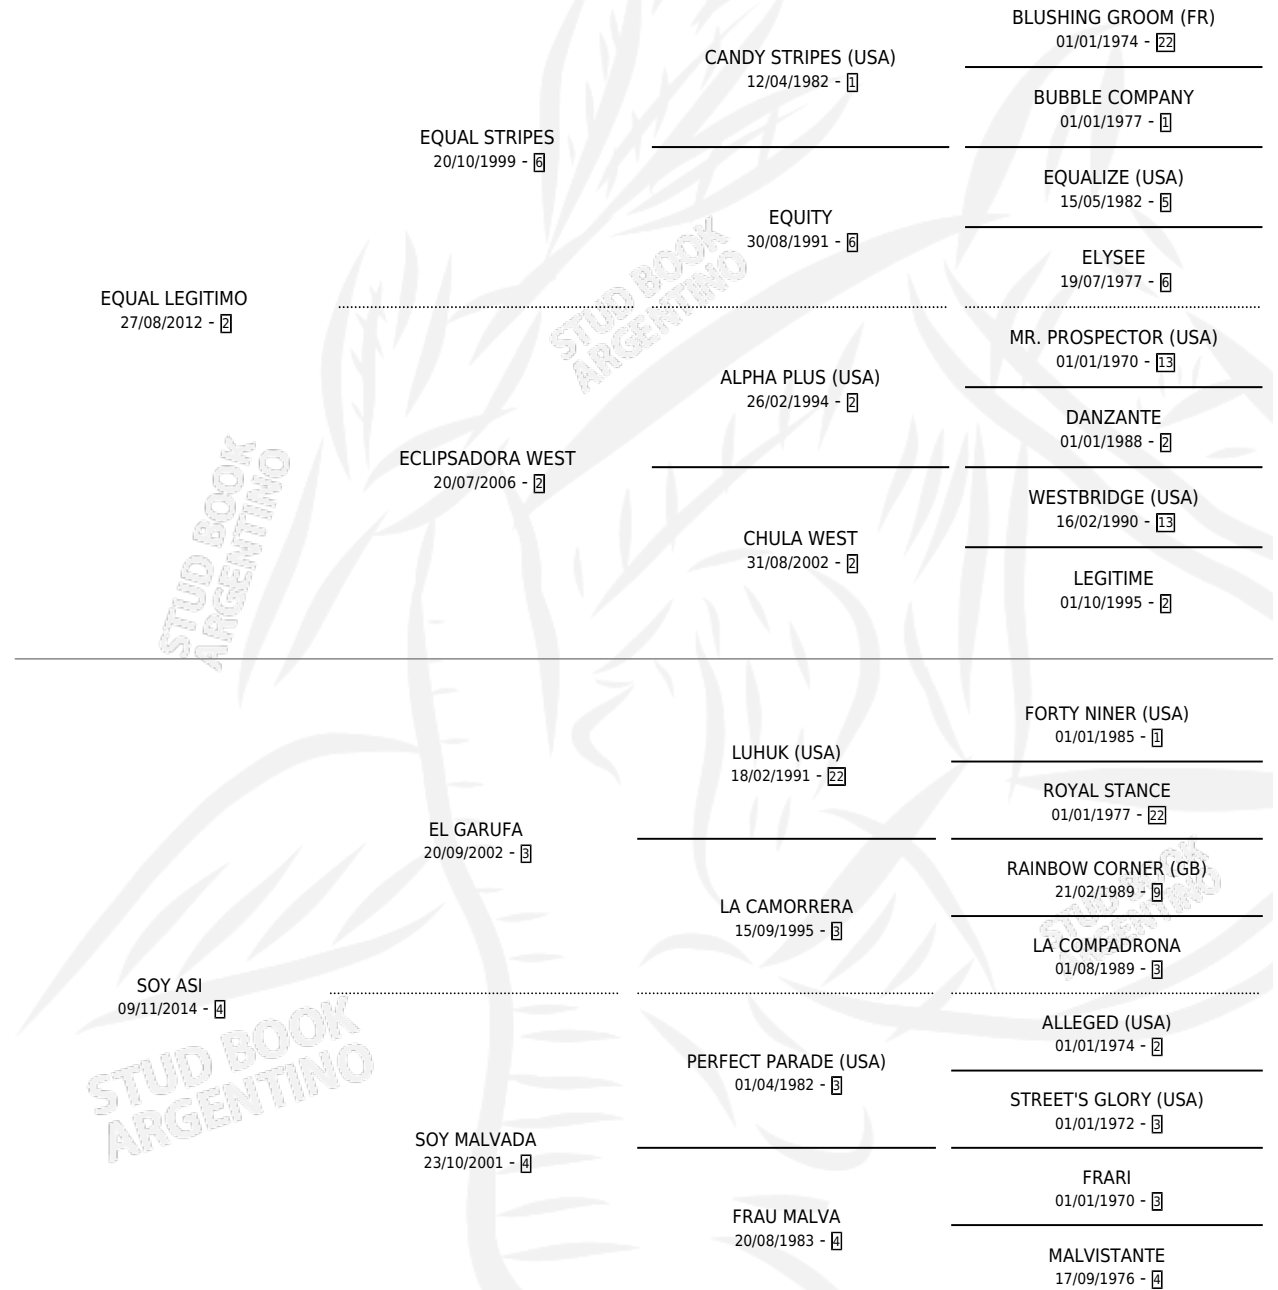 BLUSHING GROOM (FR)
01/01/1974 - 22
CANDY STRIPES (USA)
12/04/1982 - 1
BUBBLE COMPANY
01/01/1977 - 1
EQUAL STRIPES
20/10/1999 - 6
EQUALIZE (USA)
15/05/1982 - 5
EQUITY
30/08/1991 - 6
ELYSEE
19/07/1977 - 6
EQUAL LEGITIMO
27/08/2012 - 2
STUD BOOK
ARGENTINO
MR. PROSPECTOR (USA)
01/01/1970 - 13
ALPHA PLUS (USA)
26/02/1994 - 2
DANZANTE
01/01/1988 - 2
ECLIPSADORA WEST
20/07/2006 - 2
WESTBRIDGE (USA)
16/02/1990 - 13
CHULA WEST
31/08/2002 - 2
LEGITIME
01/10/1995 - 2
STUD BOOK
ARGENTINO
FORTY NINER (USA)
01/01/1985 - 1
LUHUK (USA)
18/02/1991 - 22
ROYAL STANCE
01/01/1977 - 22
EL GARUFA
20/09/2002 - 3
RAINBOW CORNER (GB)
21/02/1989 - 9
LA CAMORRERA
15/09/1995 - 3
LA COMPADRONA
01/08/1989 - 3
STUD BOOK
ARGENTINO
SOY ASI
09/11/2014 - 4
STUD BOOK
ARGENTINO
ALLEGED (USA)
01/01/1974 - 2
PERFECT PARADE (USA)
01/04/1982 - 3
STREET'S GLORY (USA)
01/01/1972 - 3
SOY MALVADA
23/10/2001 - 4
FRARI
01/01/1970 - 3
FRAU MALVA
20/08/1983 - 4
MALVISTANTE
17/09/1976 - 4